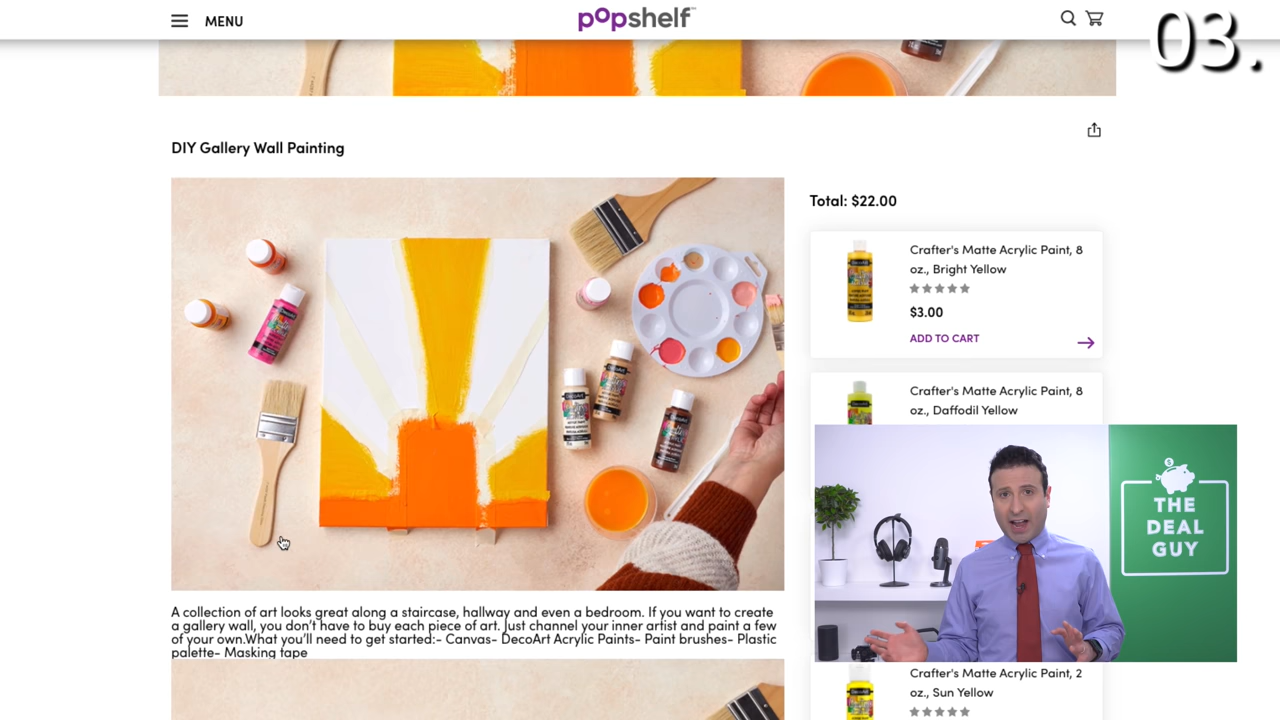 MENU
popshelf
03.
DIY Gallery Wall Painting
Total: $22.00
Crafter's Matte Acrylic Paint, 8
oz., Bright Yellow
$3.00
ADD TO CART
Crafter's Matte Acrylic Paint, 8
oz., Daffodil Yellow
THE
DEAL
GUY
A collection of art looks great along a staircase, hallway and even a bedroom. If you want to create
a gallery wall, you don't have to buy each piece of art. Just channel your inner artist and paint a few
of your own.What you'll need to get started:- Canvas- DecoArt Acrylic Paints- Paint brushes- Plastic
palette- Masking tape
Crafter's Matte Acrylic Paint, 2
oz., Sun Yellow